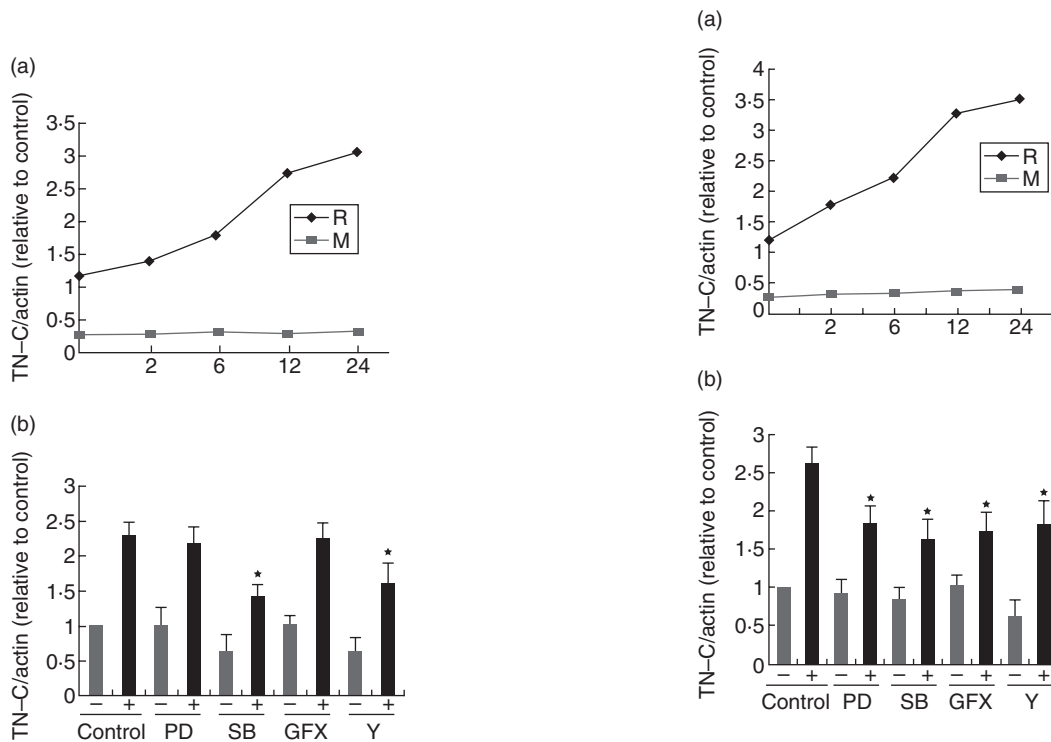 (a)
TN–C/actin (relative to control)
3·5
3
2·5
2
1·5
1
0·5
0
2 6 12 24
R
M
(b)
TN–C/actin (relative to control)
3
2·5
2
1·5
1
0·5
0
− + − + − + − + − +
Control PD SB GFX Y
(a)
TN–C/actin (relative to control)
4
3·5
3
2·5
2
1·5
1
0·5
0
2 6 12 24
R
M
(b)
TN–C/actin (relative to control)
3
2·5
2
1·5
1
0·5
0
− + − + − + − + − +
Control PD SB GFX Y